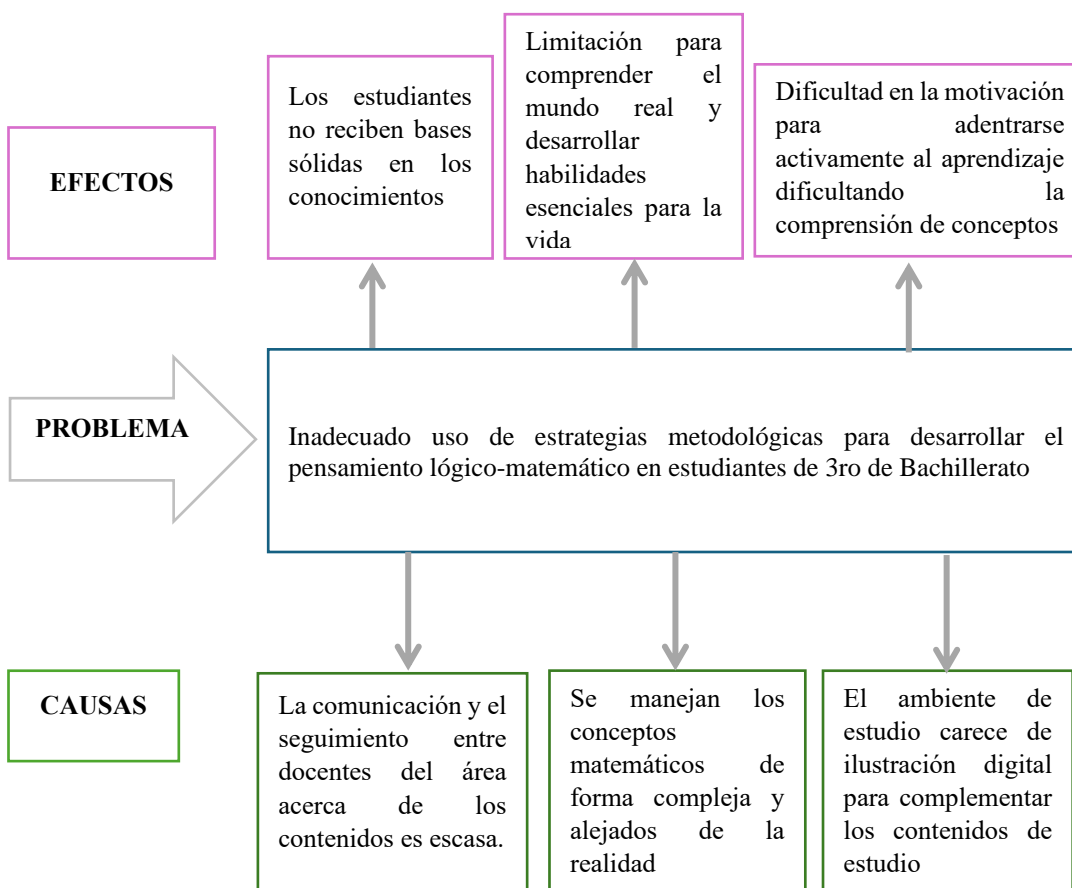 EFECTOS
Los estudiantes
no reciben bases
sólidas en los
conocimientos
Limitación para
comprender el
mundo real y
desarrollar
habilidades
esenciales para la
vida
Dificultad en la motivación
para adentrarse
activamente al aprendizaje
dificultando la
comprensión de conceptos
PROBLEMA
Inadecuado uso de estrategias metodológicas para desarrollar el
pensamiento lógico-matemático en estudiantes de 3ro de Bachillerato
CAUSAS
La comunicación y el
seguimiento entre
docentes del área
acerca de los
contenidos es escasa.
Se manejan los
conceptos
matemáticos de
forma compleja y
alejados de la
realidad
El ambiente de
estudio carece de
ilustración digital
para complementar
los contenidos de
estudio